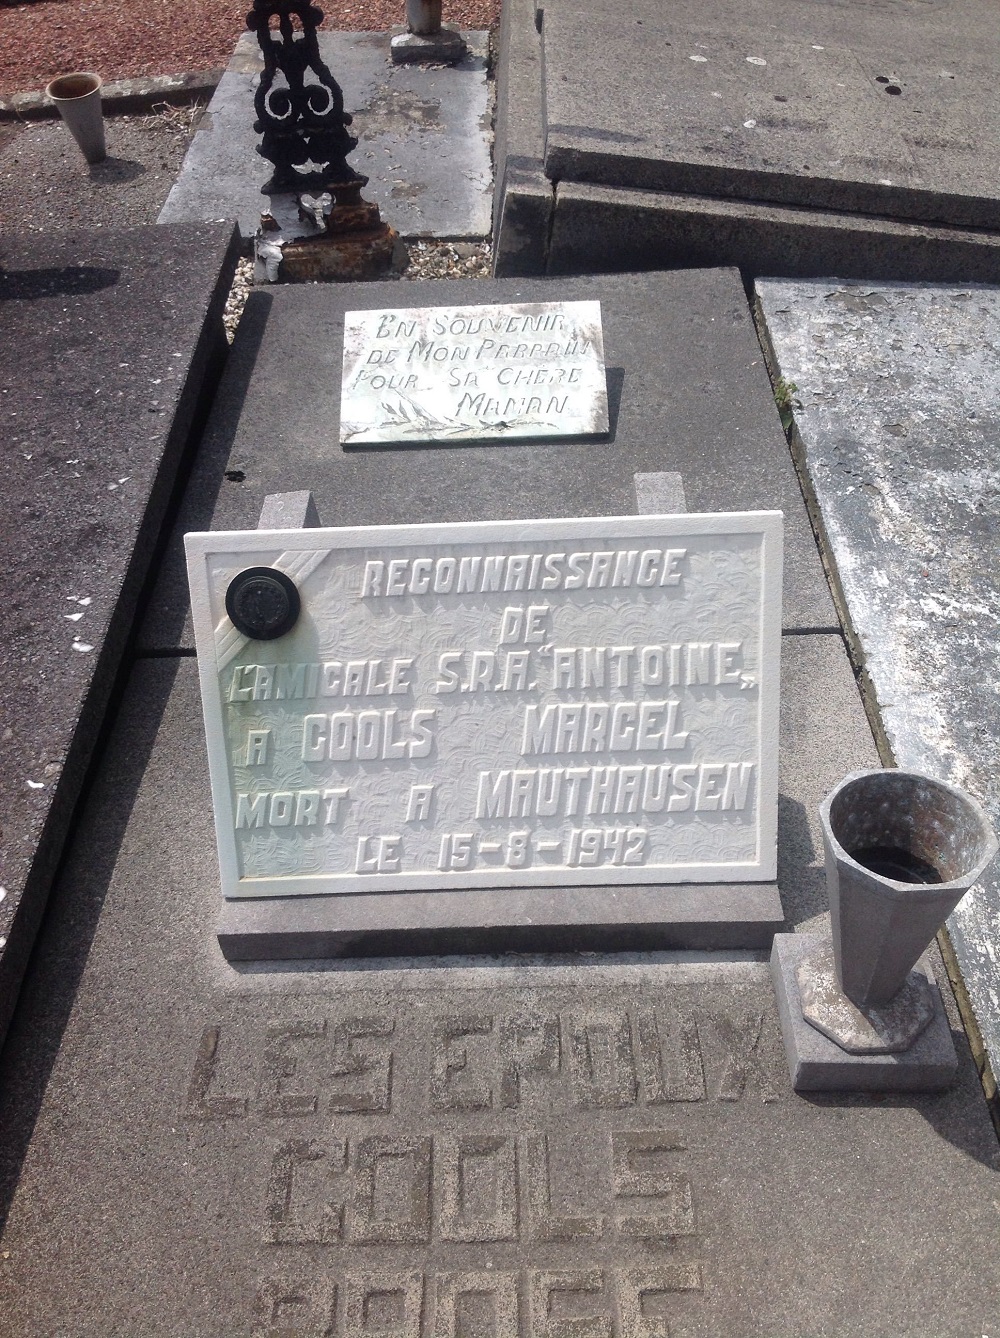 EN SOUVENIR
DE MON PARRAIN
POUR SA CHERE
MAMAN
RECONNAISSANCE
DE
L'AMICALE S.R.A. "ANTOINE"
A COOLS MARCEL
MORT A MAUTHAUSEN
LE 15-8-1942
LES EPOUX
COOLS